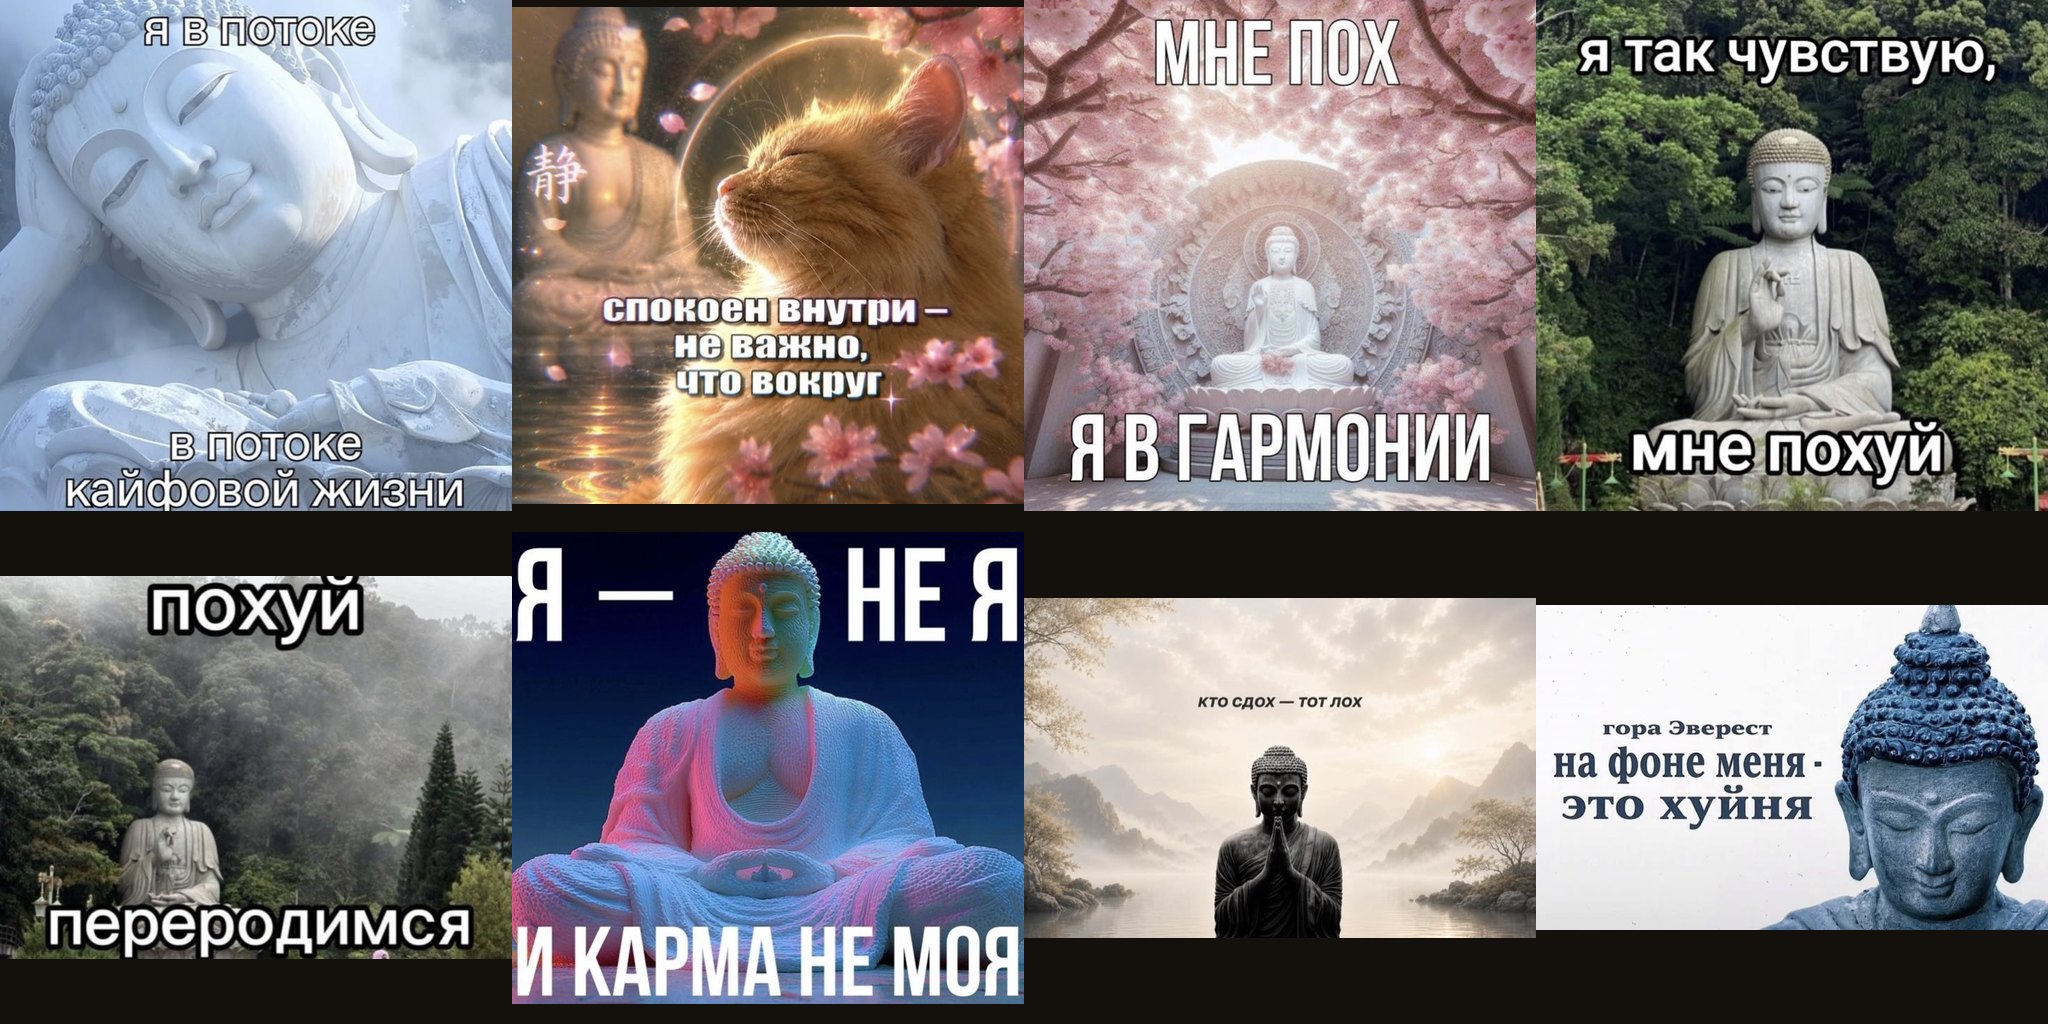 я в потоке
в потоке
кайфовой жизни
静
спокоен внутри –
не важно,
что вокруг
МНЕ ПОХ
Я В ГАРМОНИИ
я так чувствую,
мне похуй
похуй
переродимся
Я — НЕ Я
И КАРМА НЕ МОЯ
КТО СДОХ — ТОТ ЛОХ
гора Эверест
на фоне меня -
это хуйня